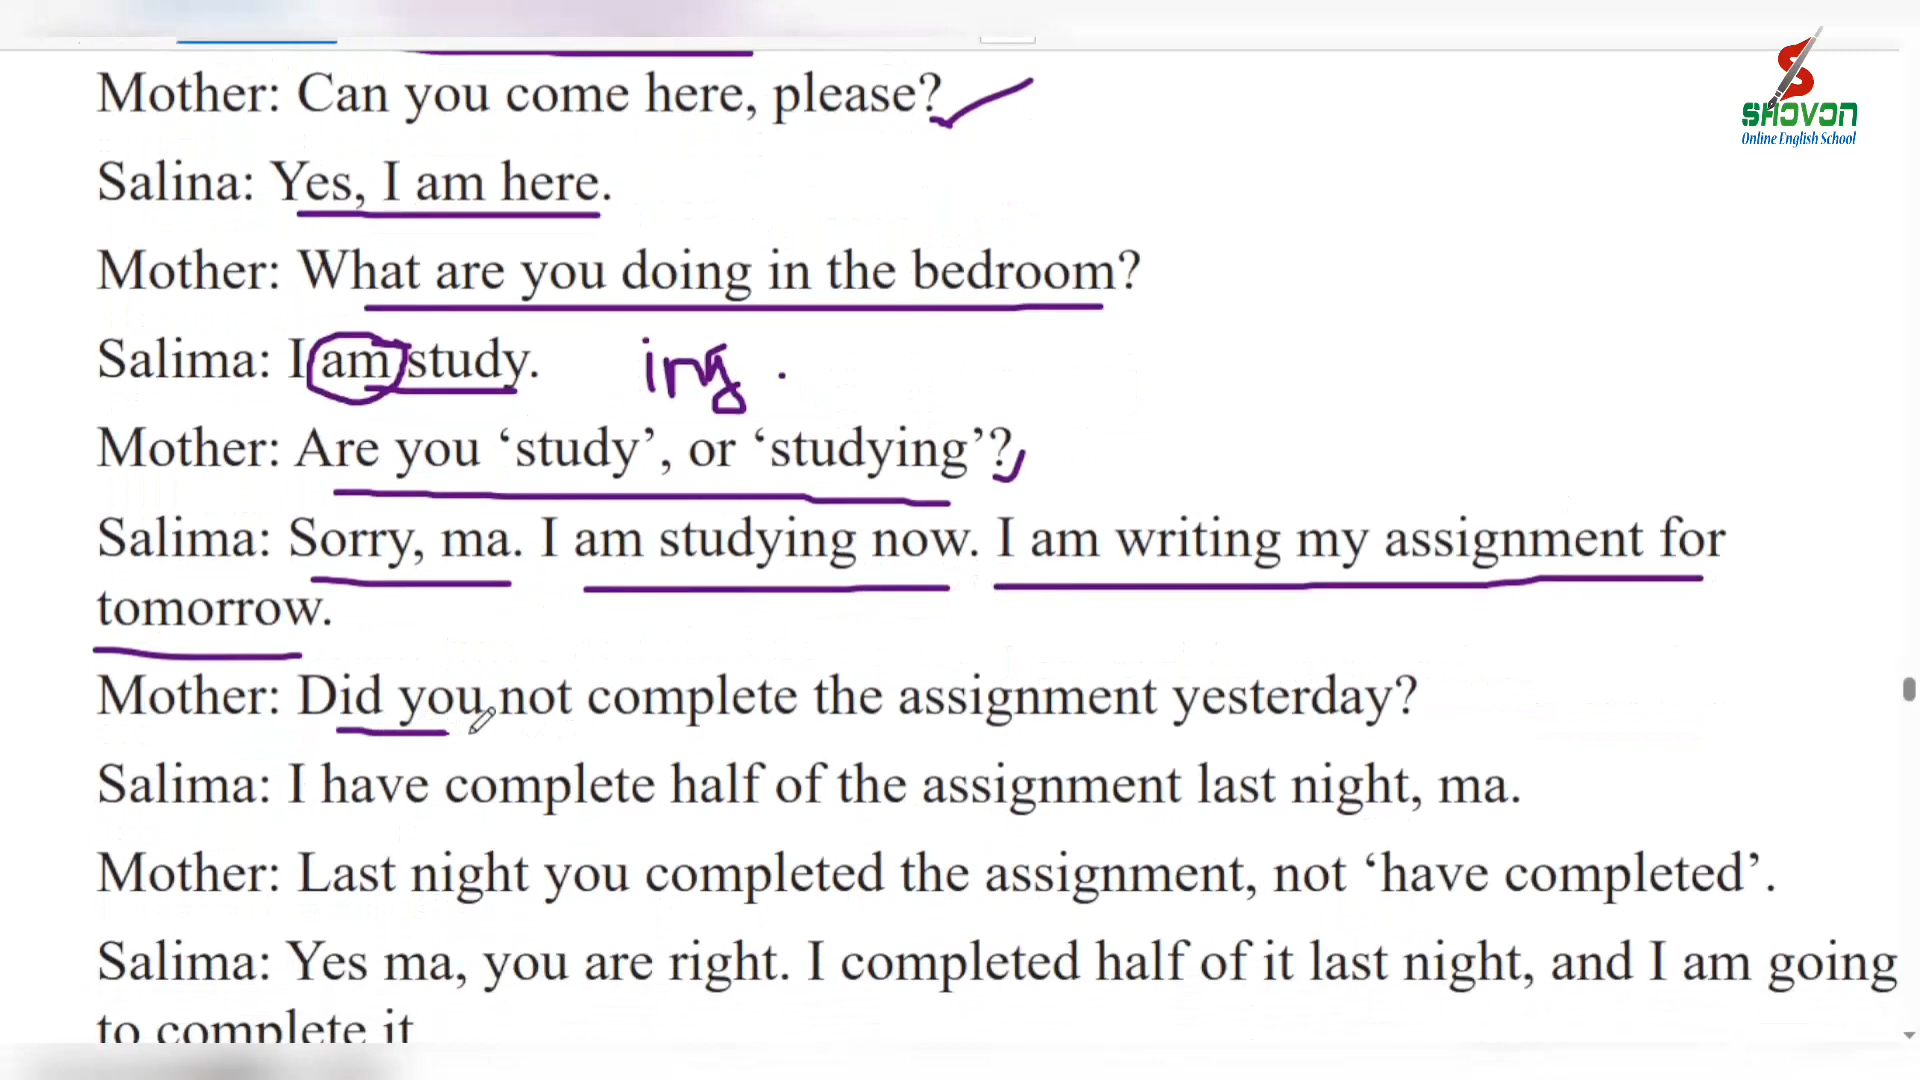 SHOVON
Online English School
Mother: Can you come here, please?
Salina: Yes, I am here.
Mother: What are you doing in the bedroom?
Salima: I am study. ing .
Mother: Are you ‘study’, or ‘studying’?
Salima: Sorry, ma. I am studying now. I am writing my assignment for
tomorrow.
Mother: Did you not complete the assignment yesterday?
Salima: I have complete half of the assignment last night, ma.
Mother: Last night you completed the assignment, not ‘have completed’.
Salima: Yes ma, you are right. I completed half of it last night, and I am going
to complete it